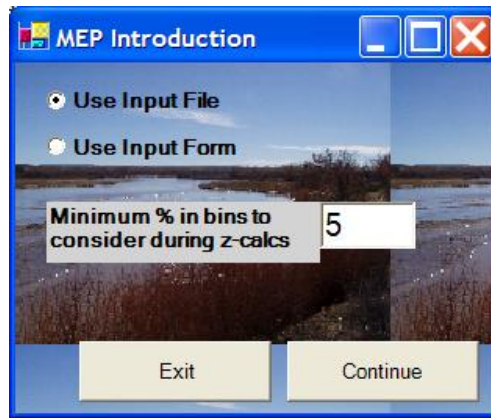 MEP Introduction
Use Input File
Use Input Form
Minimum % in bins to
consider during z-calcs
5
Exit
Continue